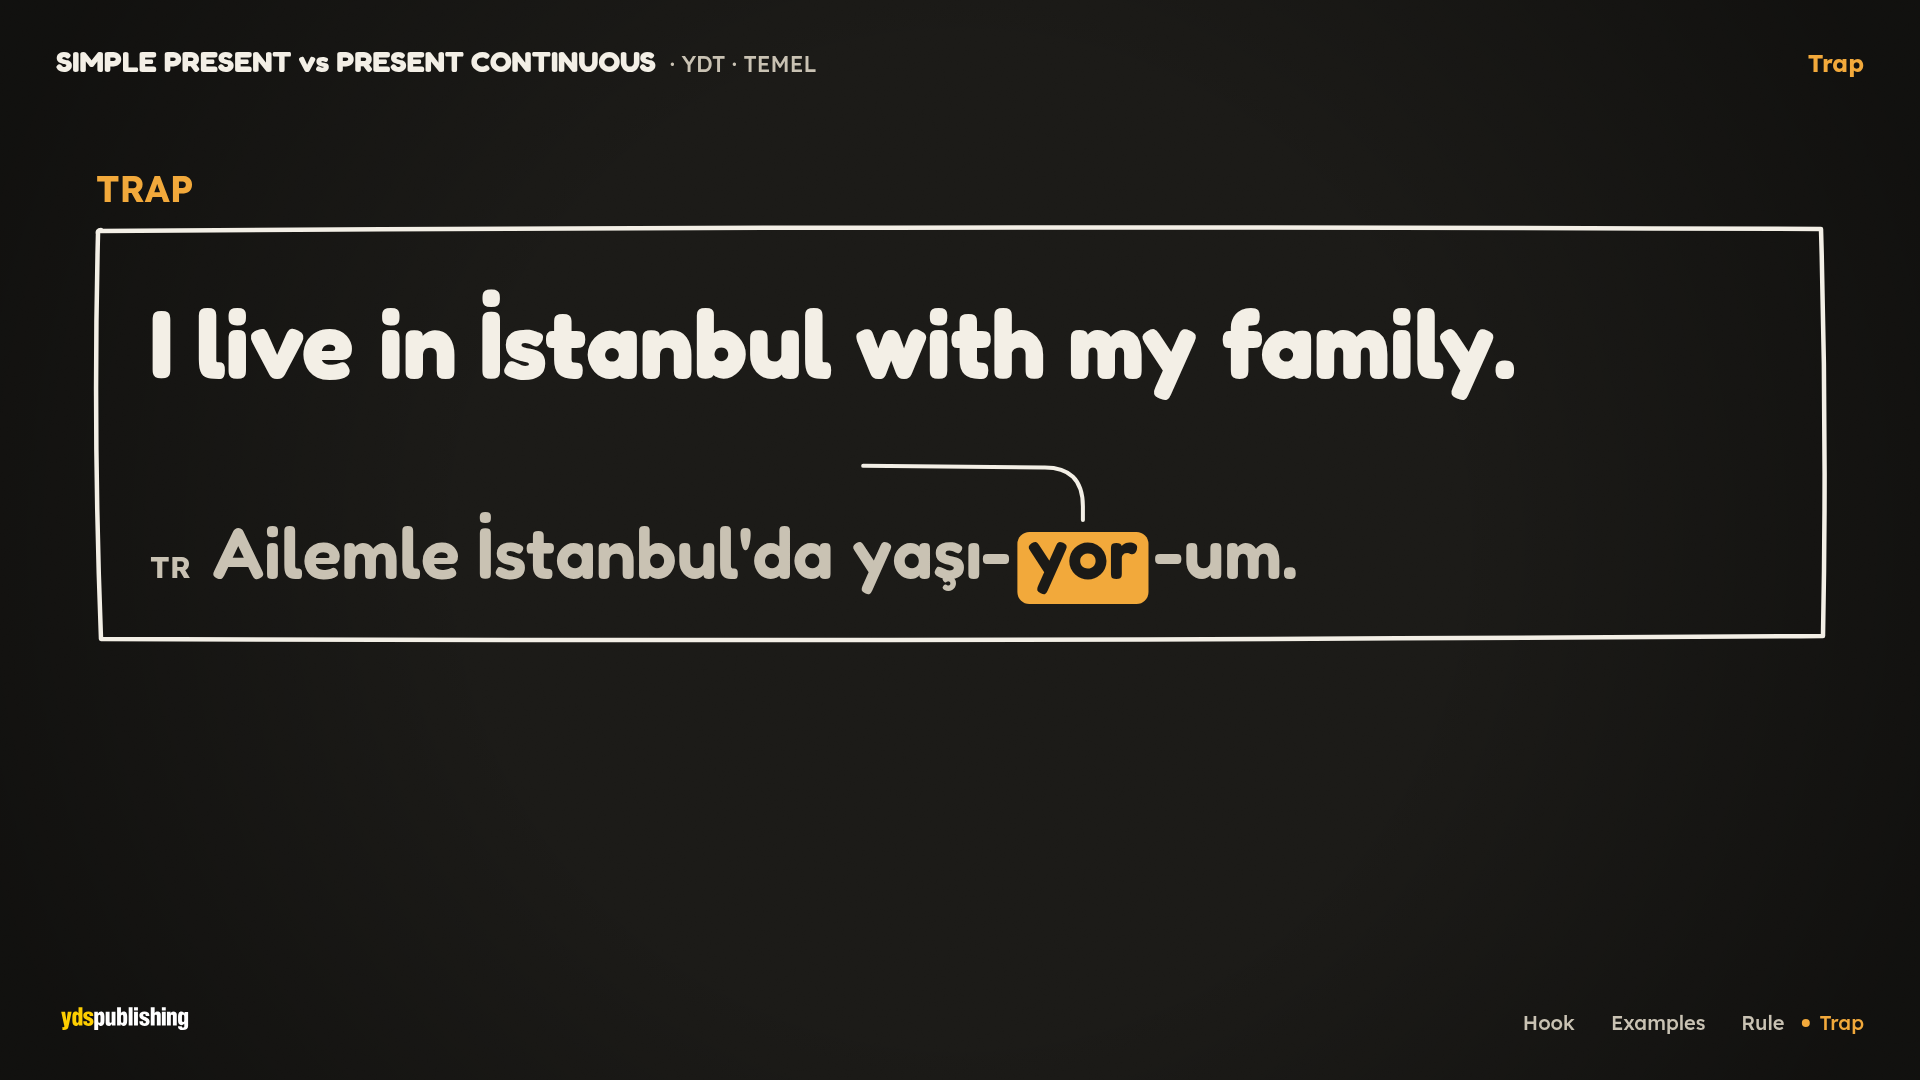 SIMPLE PRESENT vs PRESENT CONTINUOUS · YDT · TEMEL
Trap
TRAP
I live in İstanbul with my family.
TR Ailemle İstanbul'da yaşı-yor-um.
ydspublishing
Hook Examples Rule • Trap